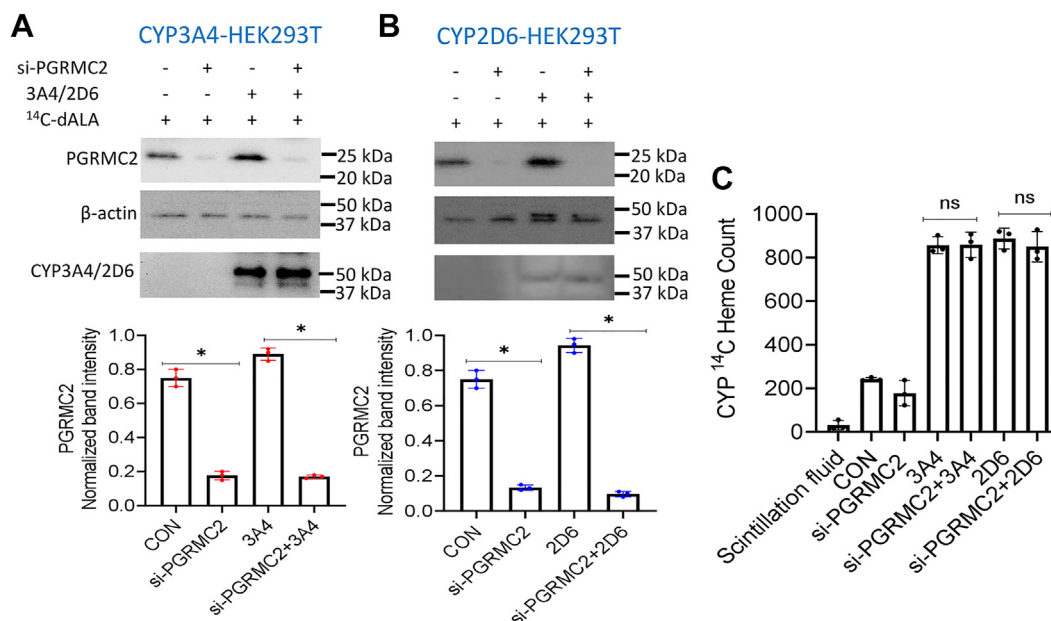 A
CYP3A4-HEK293T
si-PGRMC2 - + - +
3A4/2D6 - - + +
¹⁴C-dALA + + + +
PGRMC2
25 kDa
20 kDa
β-actin
50 kDa
37 kDa
CYP3A4/2D6
50 kDa
37 kDa
PGRMC2
Normalized band intensity
1.0
0.8
0.6
0.4
0.2
0.0
*
*
CON
si-PGRMC2
3A4
si-PGRMC2+3A4
B
CYP2D6-HEK293T
- + - +
- - + +
+ + + +
25 kDa
20 kDa
50 kDa
37 kDa
50 kDa
37 kDa
PGRMC2
Normalized band intensity
1.0
0.8
0.6
0.4
0.2
0.0
*
*
CON
si-PGRMC2
2D6
si-PGRMC2+2D6
C
CYP ¹⁴C Heme Count
1000
800
600
400
200
0
ns
ns
Scintillation fluid
CON
si-PGRMC2
3A4
si-PGRMC2+3A4
2D6
si-PGRMC2+2D6